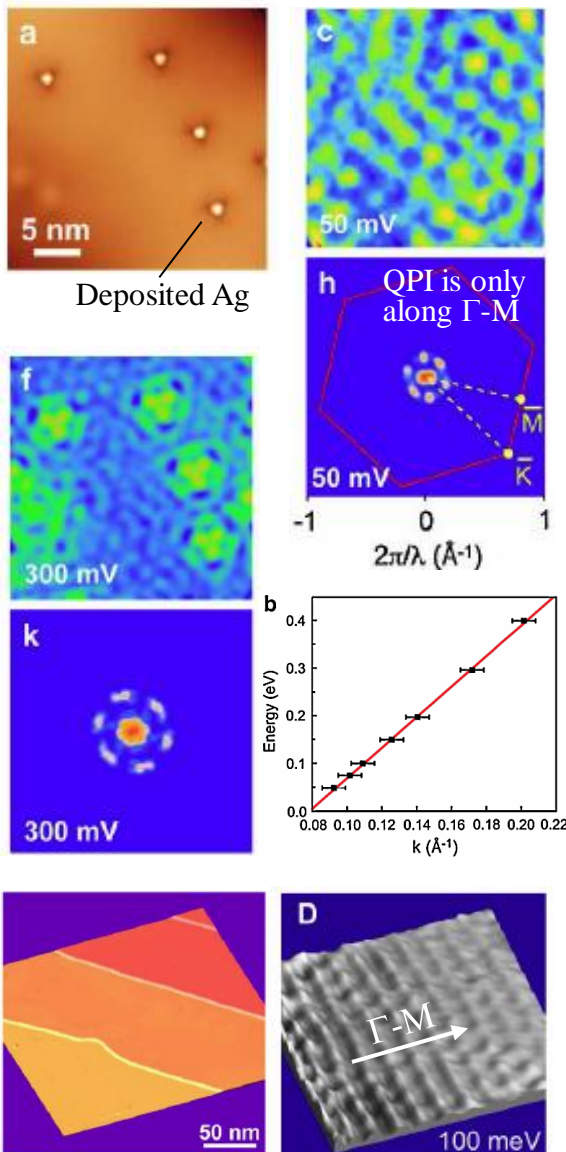 a
5 nm
Deposited Ag
c
50 mV
h
QPI is only
along Γ-M
M̅
K̅
50 mV
-1 0 1
2π/λ (Å⁻¹)
f
300 mV
k
300 mV
b
Energy (eV)
0.4
0.3
0.2
0.1
0.0
0.08 0.10 0.12 0.14 0.16 0.18 0.20 0.22
k (Å⁻¹)
50 nm
D
Γ-M
100 meV